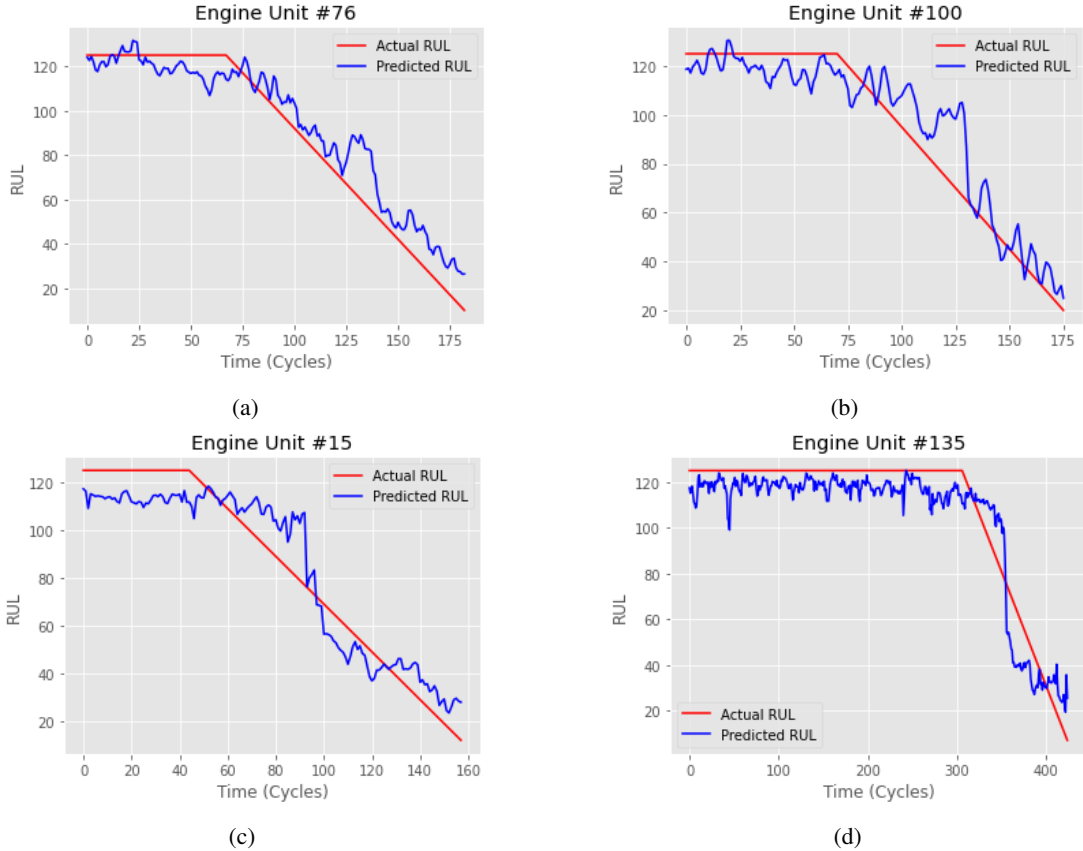 Engine Unit #76
Actual RUL
Predicted RUL
120
100
80
60
40
20
RUL
0
25
50
75
100
125
150
175
Time (Cycles)
(a)
Engine Unit #100
Actual RUL
Predicted RUL
120
100
80
60
40
20
RUL
0
25
50
75
100
125
150
175
Time (Cycles)
(b)
Engine Unit #15
Actual RUL
Predicted RUL
120
100
80
60
40
20
RUL
0
20
40
60
80
100
120
140
160
Time (Cycles)
(c)
Engine Unit #135
120
100
80
60
40
20
RUL
Actual RUL
Predicted RUL
0
100
200
300
400
Time (Cycles)
(d)